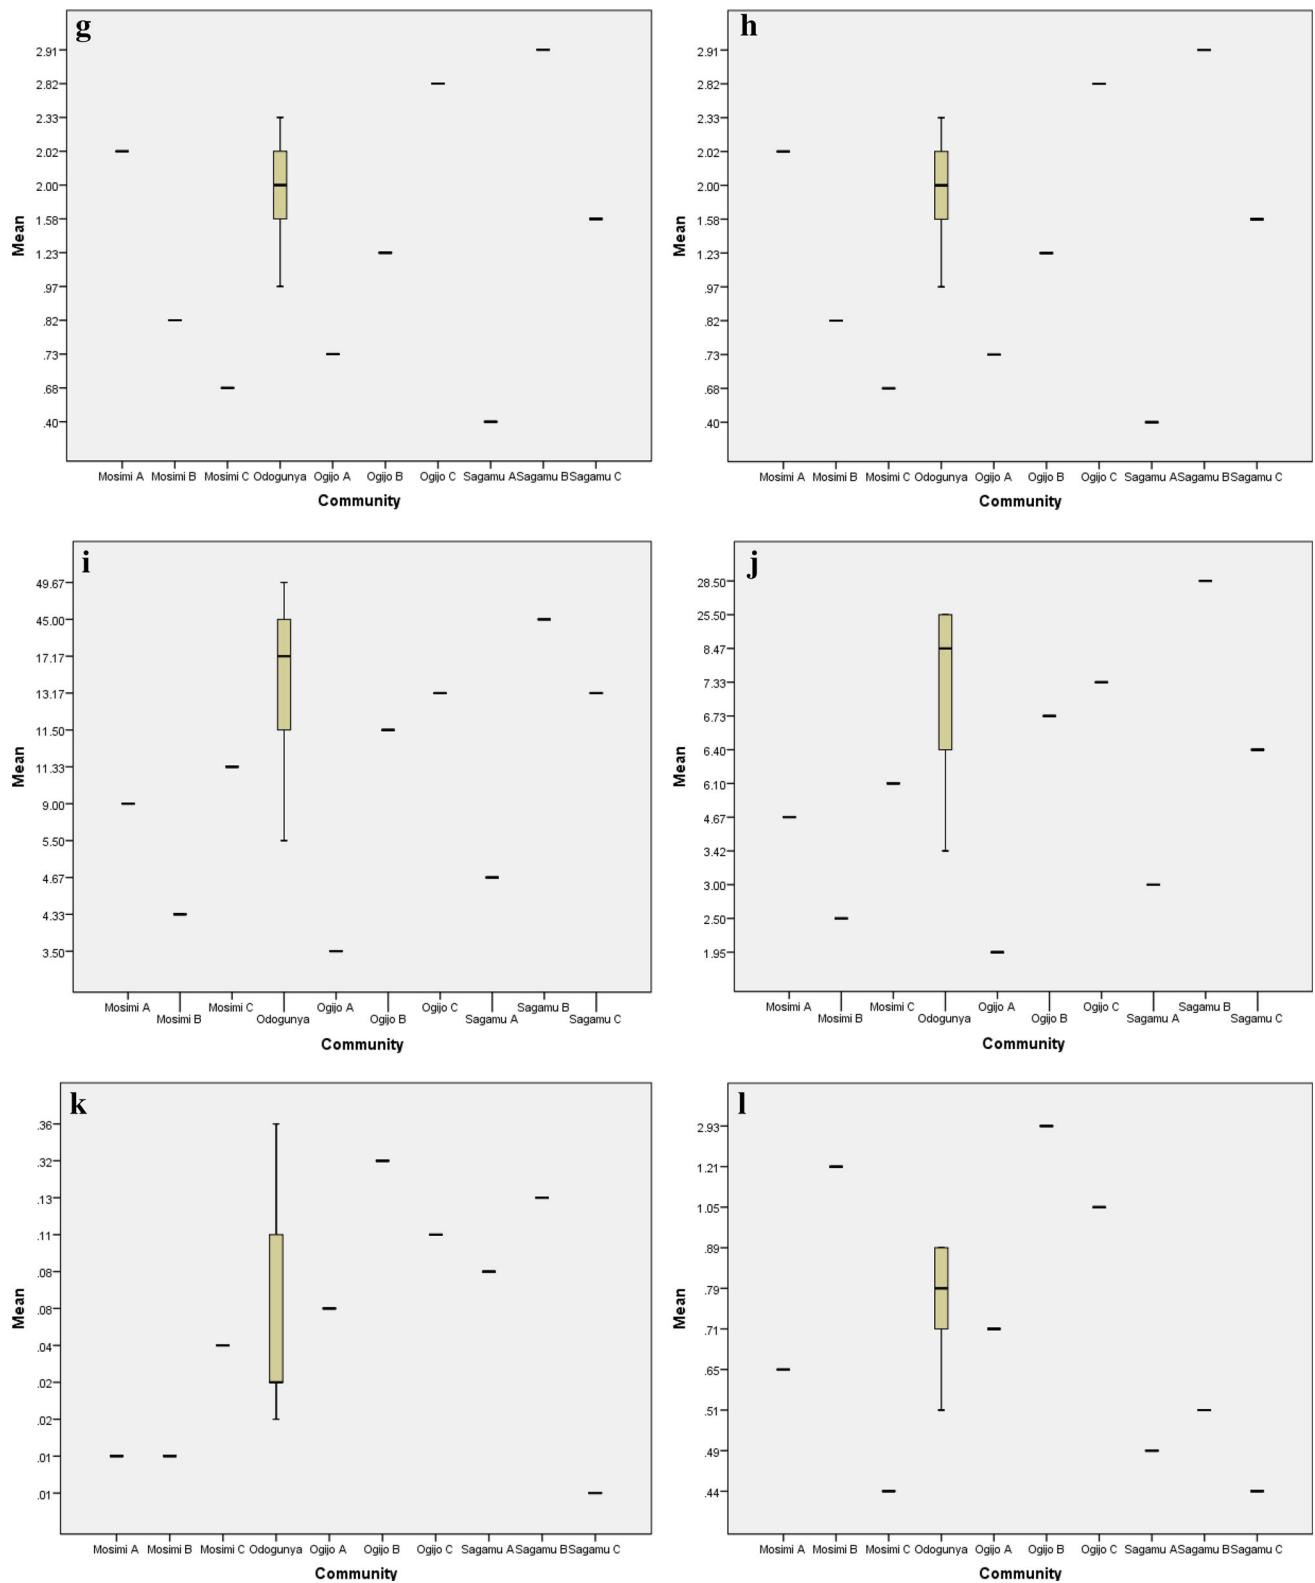 g
2.91
2.82
2.33
2.02
2.00
1.58
1.23
.97
.82
.73
.68
.40
Mean
Mosimi A Mosimi B Mosimi C Odogunya Ogijo A Ogijo B Ogijo C Sagamu A Sagamu B Sagamu C
Community
h
2.91
2.82
2.33
2.02
2.00
1.58
1.23
.97
.82
.73
.68
.40
Mean
Mosimi A Mosimi B Mosimi C Odogunya Ogijo A Ogijo B Ogijo C Sagamu A Sagamu B Sagamu C
Community
i
49.67
45.00
17.17
13.17
11.50
11.33
9.00
5.50
4.67
4.33
3.50
Mean
Mosimi A Mosimi C Ogijo A Ogijo C Sagamu B
Mosimi B Odogunya Ogijo B Sagamu A Sagamu C
Community
j
28.50
25.50
8.47
7.33
6.73
6.40
6.10
4.67
3.42
3.00
2.50
1.95
Mean
Mosimi A Mosimi C Ogijo A Ogijo C Sagamu B
Mosimi B Odogunya Ogijo B Sagamu A Sagamu C
Community
k
.36
.32
.13
.11
.08
.08
.04
.02
.02
.01
.01
Mean
Mosimi A Mosimi B Mosimi C Odogunya Ogijo A Ogijo B Ogijo C Sagamu A Sagamu B Sagamu C
Community
l
2.93
1.21
1.05
.89
.79
.71
.65
.51
.49
.44
Mean
Mosimi A Mosimi B Mosimi C Odogunya Ogijo A Ogijo B Ogijo C Sagamu A Sagamu B Sagamu C
Community